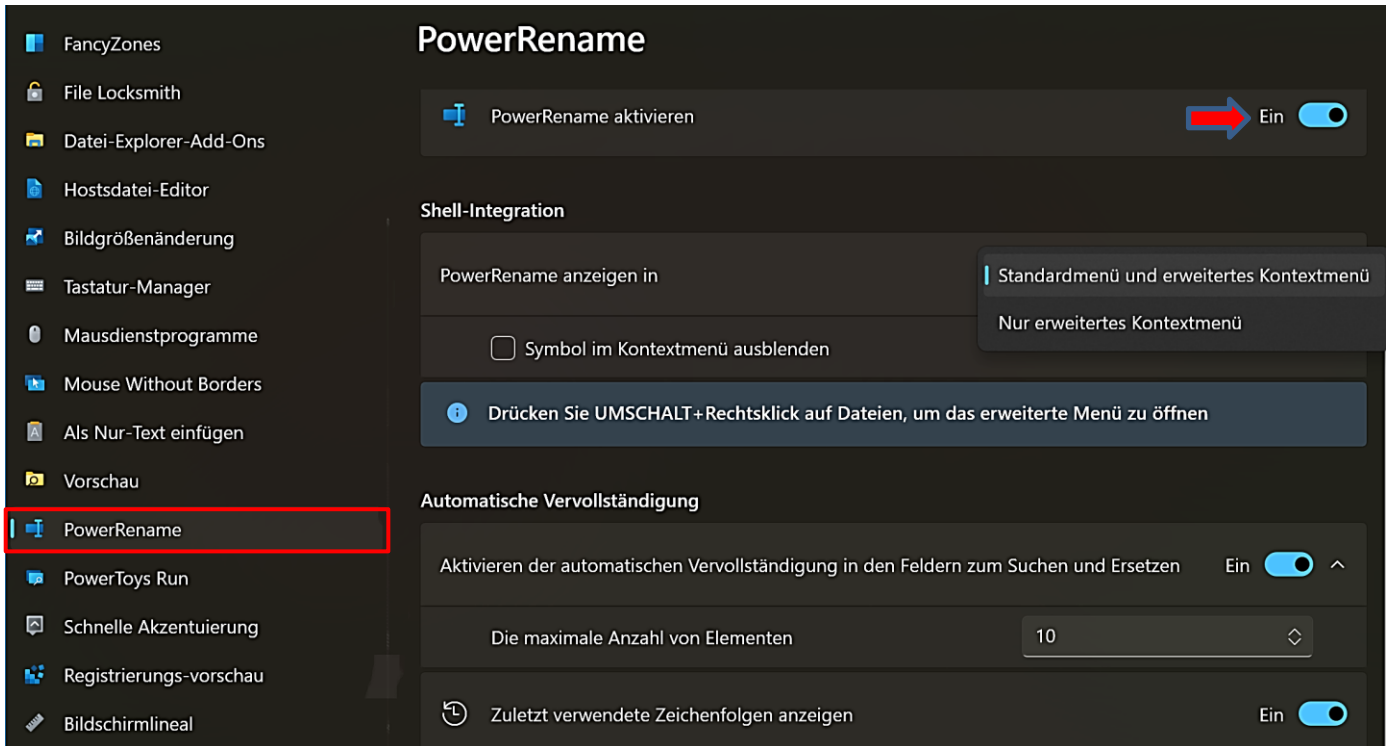 FancyZones
File Locksmith
Datei-Explorer-Add-Ons
Hostsdatei-Editor
Bildgrößenänderung
Tastatur-Manager
Mausdienstprogramme
Mouse Without Borders
Als Nur-Text einfügen
Vorschau
PowerRename
PowerToys Run
Schnelle Akzentuierung
Registrierungs-vorschau
Bildschirmlineal
PowerRename
PowerRename aktivieren Ein
Shell-Integration
PowerRename anzeigen in
Standardmenü und erweitertes Kontextmenü
Nur erweitertes Kontextmenü
Symbol im Kontextmenü ausblenden
Drücken Sie UMSCHALT+Rechtsklick auf Dateien, um das erweiterte Menü zu öffnen
Automatische Vervollständigung
Aktivieren der automatischen Vervollständigung in den Feldern zum Suchen und Ersetzen Ein
Die maximale Anzahl von Elementen 10
Zuletzt verwendete Zeichenfolgen anzeigen Ein